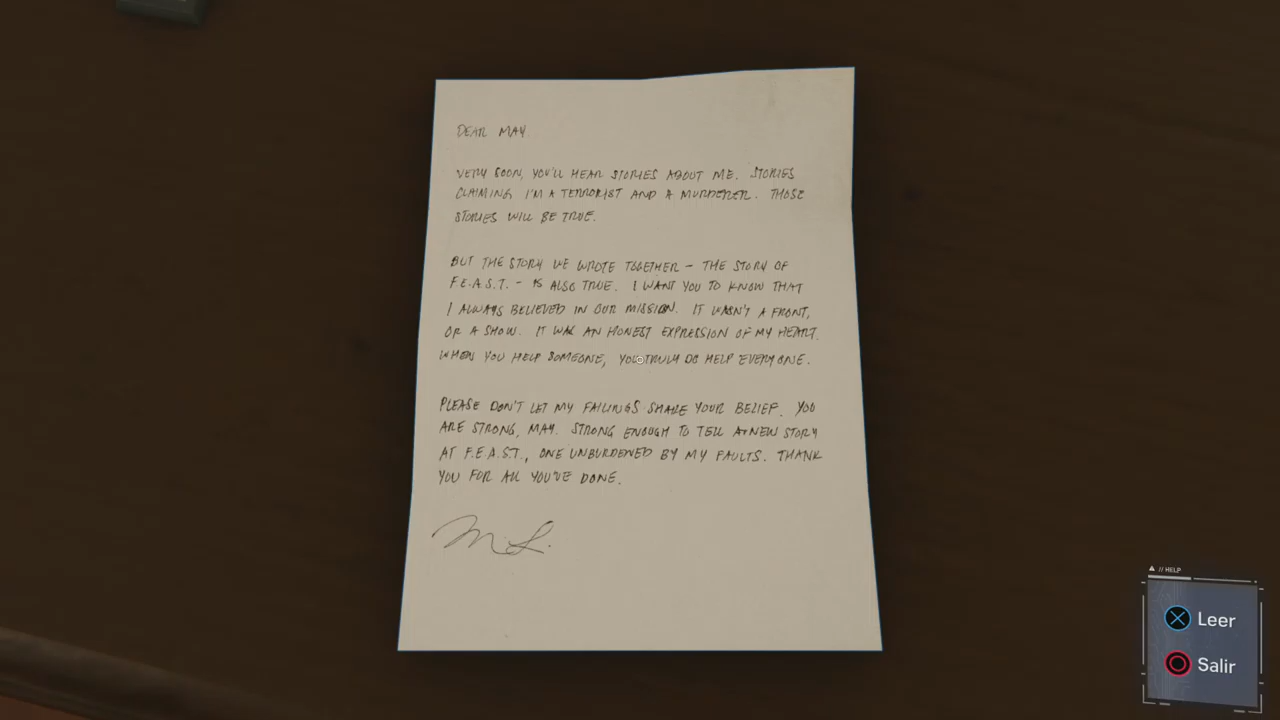 DEAR MAY
VERY SOON, YOU'LL HEAR STORIES ABOUT ME. STORIES
CLAIMING I'M A TERRORIST AND A MURDERER. THOSE
STORIES WILL BE TRUE.
BUT THE STORY WE WROTE TOGETHER - THE STORY OF
F.E.A.S.T. - IS ALSO TRUE. I WANT YOU TO KNOW THAT
I ALWAYS BELIEVED IN OUR MISSION. IT WASN'T A FRONT,
OR A SHOW. IT WAS AN HONEST EXPRESSION OF MY HEART.
WHEN YOU HELP SOMEONE, YOU TRULY DO HELP EVERYONE.
PLEASE DON'T LET MY FAILINGS SHAKE YOUR BELIEF. YOU
ARE STRONG, MAY. STRONG ENOUGH TO TELL A NEW STORY
AT F.E.A.S.T., ONE UNBURDENED BY MY FAULTS. THANK
YOU FOR ALL YOU'VE DONE.
M L.
// HELP
Leer
Salir